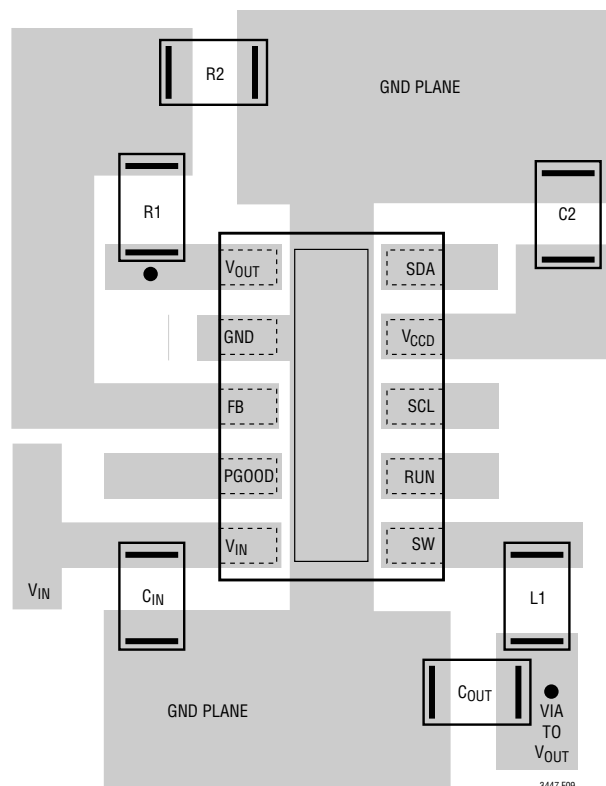 R2
GND PLANE
R1
C2
VOUT
SDA
GND
VCCD
FB
SCL
PGOOD
RUN
VIN
SW
VIN
CIN
L1
COUT
GND PLANE
VIA
TO
VOUT
3447 F09